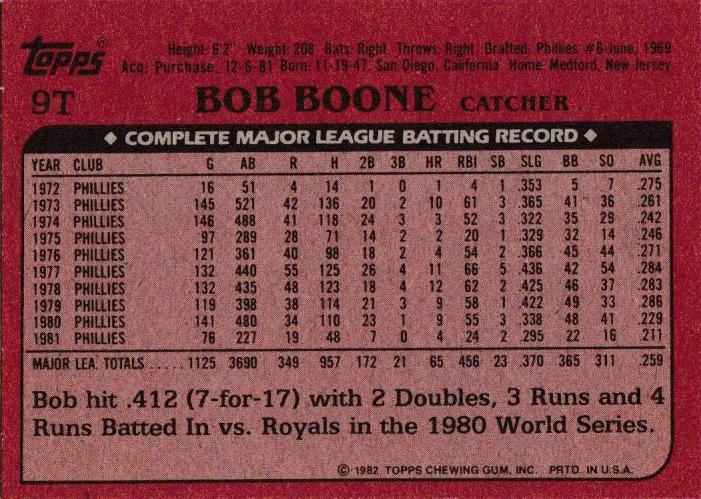 Topps® Height: 6'2" Weight: 208 Bats: Right Throws: Right Drafted: Phillies #6-June, 1969
Acq: Purchase, 12-6-81 Born: 11-19-47, San Diego, California Home: Medford, New Jersey
9T BOB BOONE CATCHER
◆ COMPLETE MAJOR LEAGUE BATTING RECORD ◆
YEAR CLUB G AB R H 2B 3B HR RBI SB SLG BB SO AVG
1972 PHILLIES 16 51 4 14 1 0 1 4 1 .353 5 7 .275
1973 PHILLIES 145 521 42 136 20 2 10 61 3 .365 41 36 .261
1974 PHILLIES 146 488 41 118 24 3 3 52 3 .322 35 29 .242
1975 PHILLIES 97 289 28 71 14 2 2 20 1 .329 32 14 .246
1976 PHILLIES 121 361 40 98 18 2 4 54 2 .366 45 44 .271
1977 PHILLIES 132 440 55 125 26 4 11 66 5 .436 42 54 .284
1978 PHILLIES 132 435 48 123 18 4 12 62 2 .425 46 37 .283
1979 PHILLIES 119 398 38 114 21 3 9 58 1 .422 49 33 .286
1980 PHILLIES 141 480 34 110 23 1 9 55 3 .338 48 41 .229
1981 PHILLIES 76 227 19 48 7 0 4 24 2 .295 22 16 .211
MAJOR LEA. TOTALS .....1125 3690 349 957 172 21 65 456 23 .370 365 311 .259
Bob hit .412 (7-for-17) with 2 Doubles, 3 Runs and 4
Runs Batted In vs. Royals in the 1980 World Series.
© 1982 TOPPS CHEWING GUM, INC. PRTD. IN U.S.A.